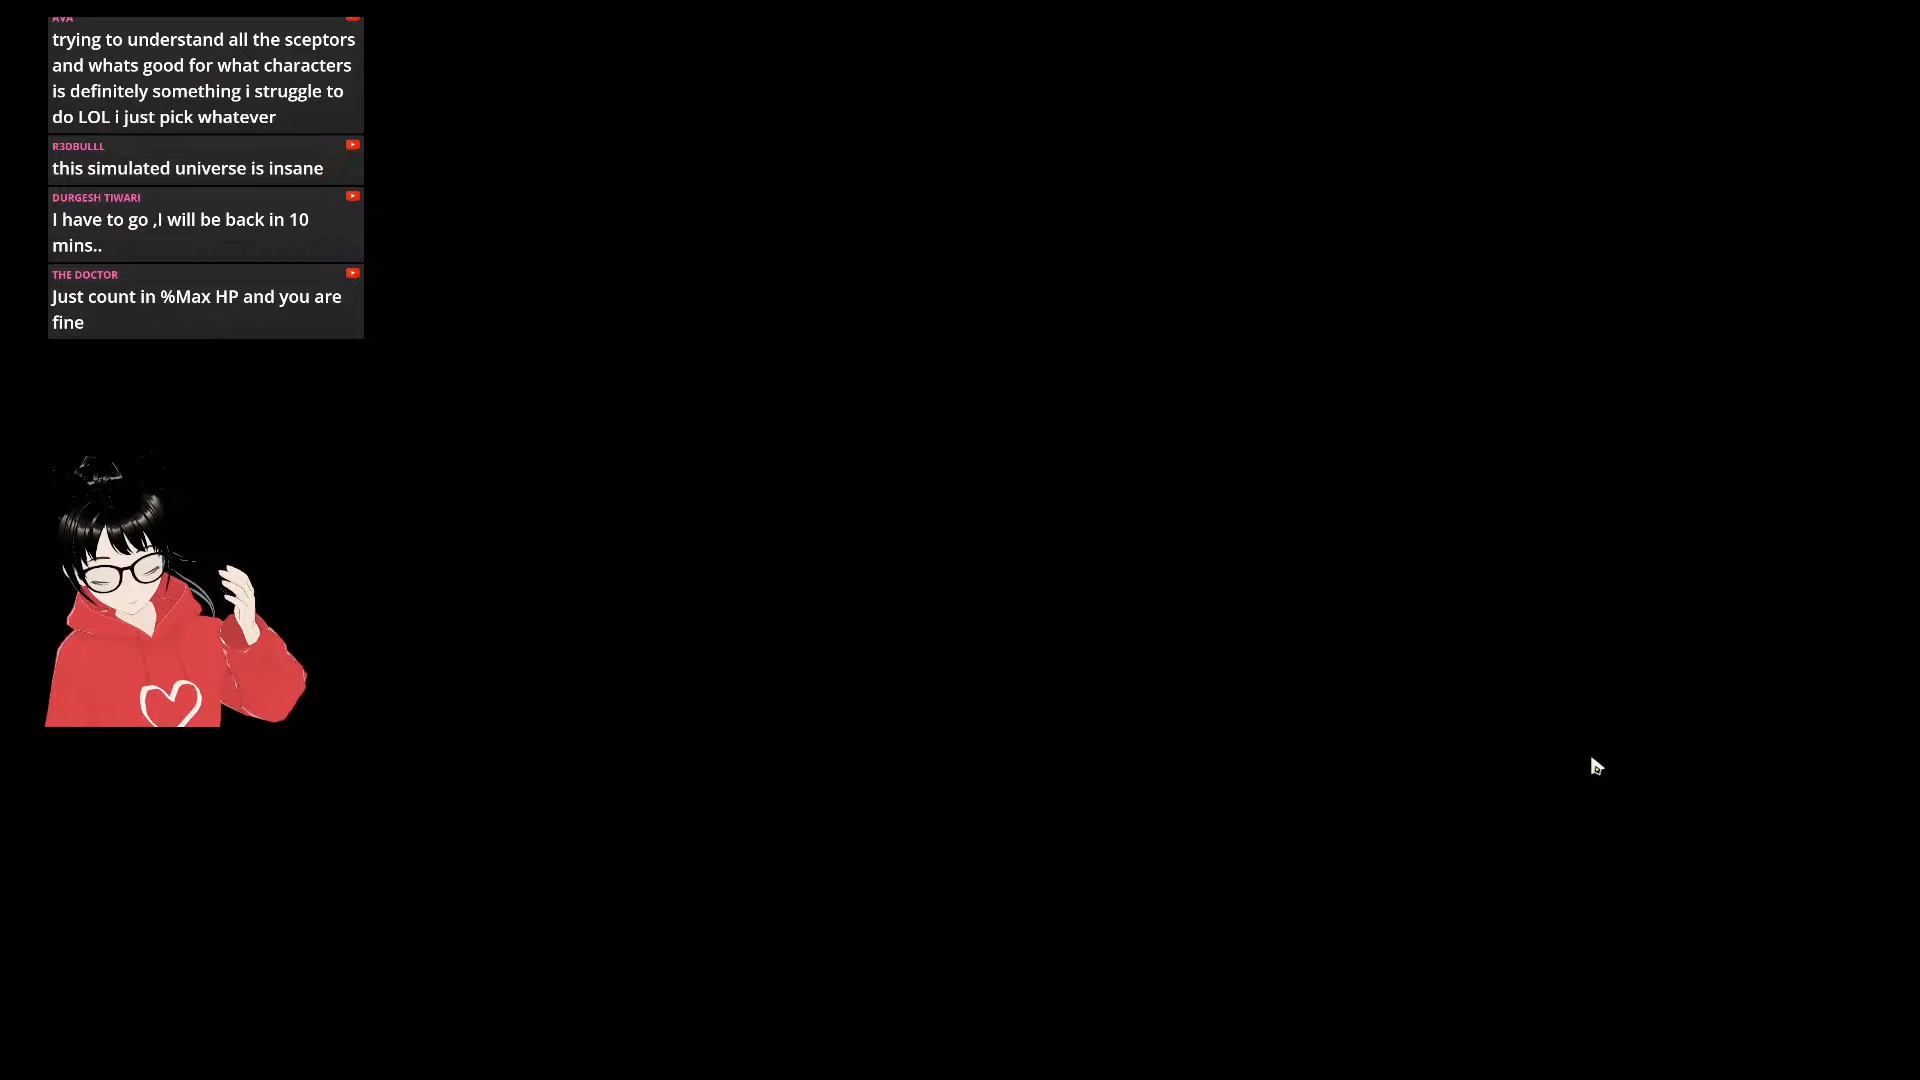 AVA
trying to understand all the sceptors
and whats good for what characters
is definitely something i struggle to
do LOL i just pick whatever
R3DBULLL
this simulated universe is insane
DURGESH TIWARI
I have to go ,I will be back in 10
mins..
THE DOCTOR
Just count in %Max HP and you are
fine